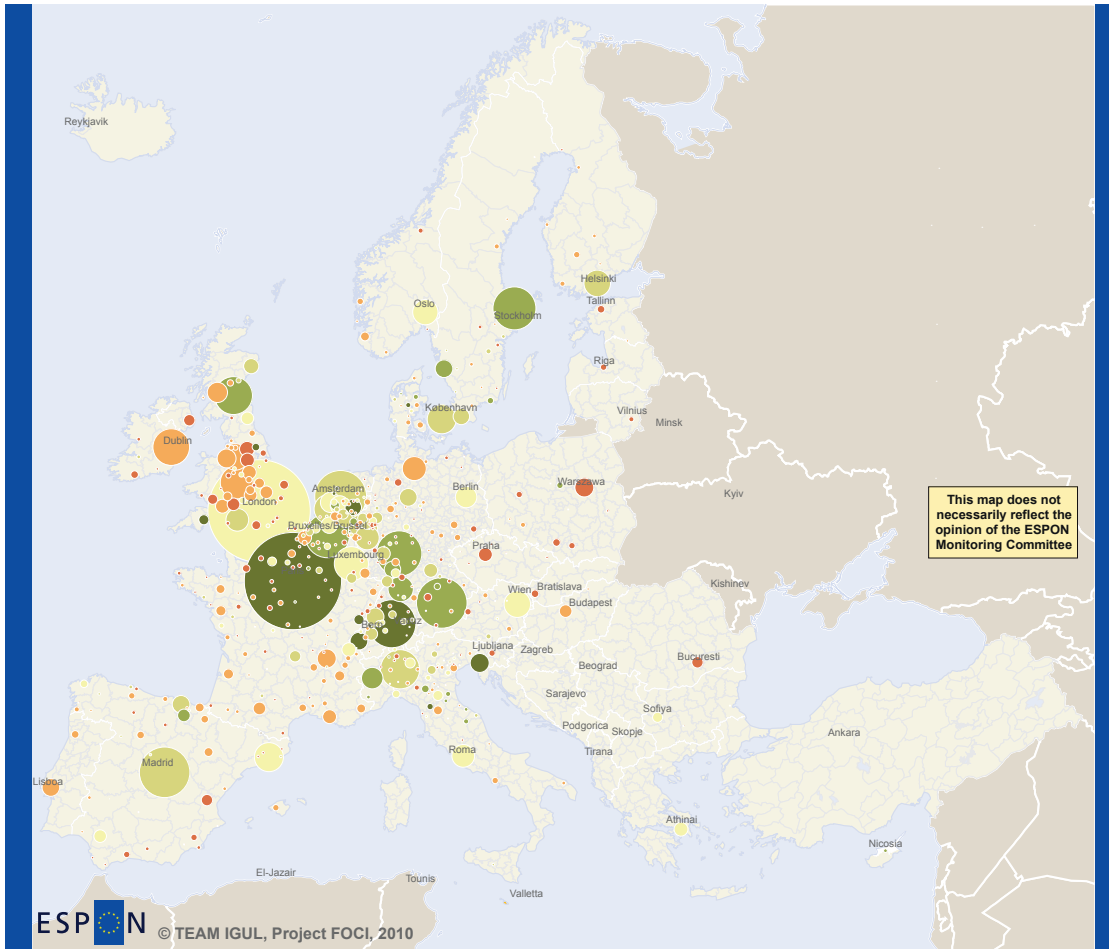 Reykjavik
Helsinki
Oslo
Tallinn
Stockholm
Riga
København
Vilnius
Minsk
Dublin
Warszawa
Berlin
Amsterdam
London
Kyiv
This map does not
necessarily reflect the
opinion of the ESPON
Monitoring Committee
Bruxelles/Brussel
Luxembourg
Praha
Kishinev
Wien
Bratislava
Budapest
Bern
Ljubljana
Zagreb
Bucuresti
Beograd
Sarajevo
Sofiya
Podgorica
Skopje
Ankara
Roma
Tirana
Madrid
Lisboa
Athinai
Nicosia
El-Jazair
Tounis
Valletta
ESPON
© TEAM IGUL, Project FOCI, 2010